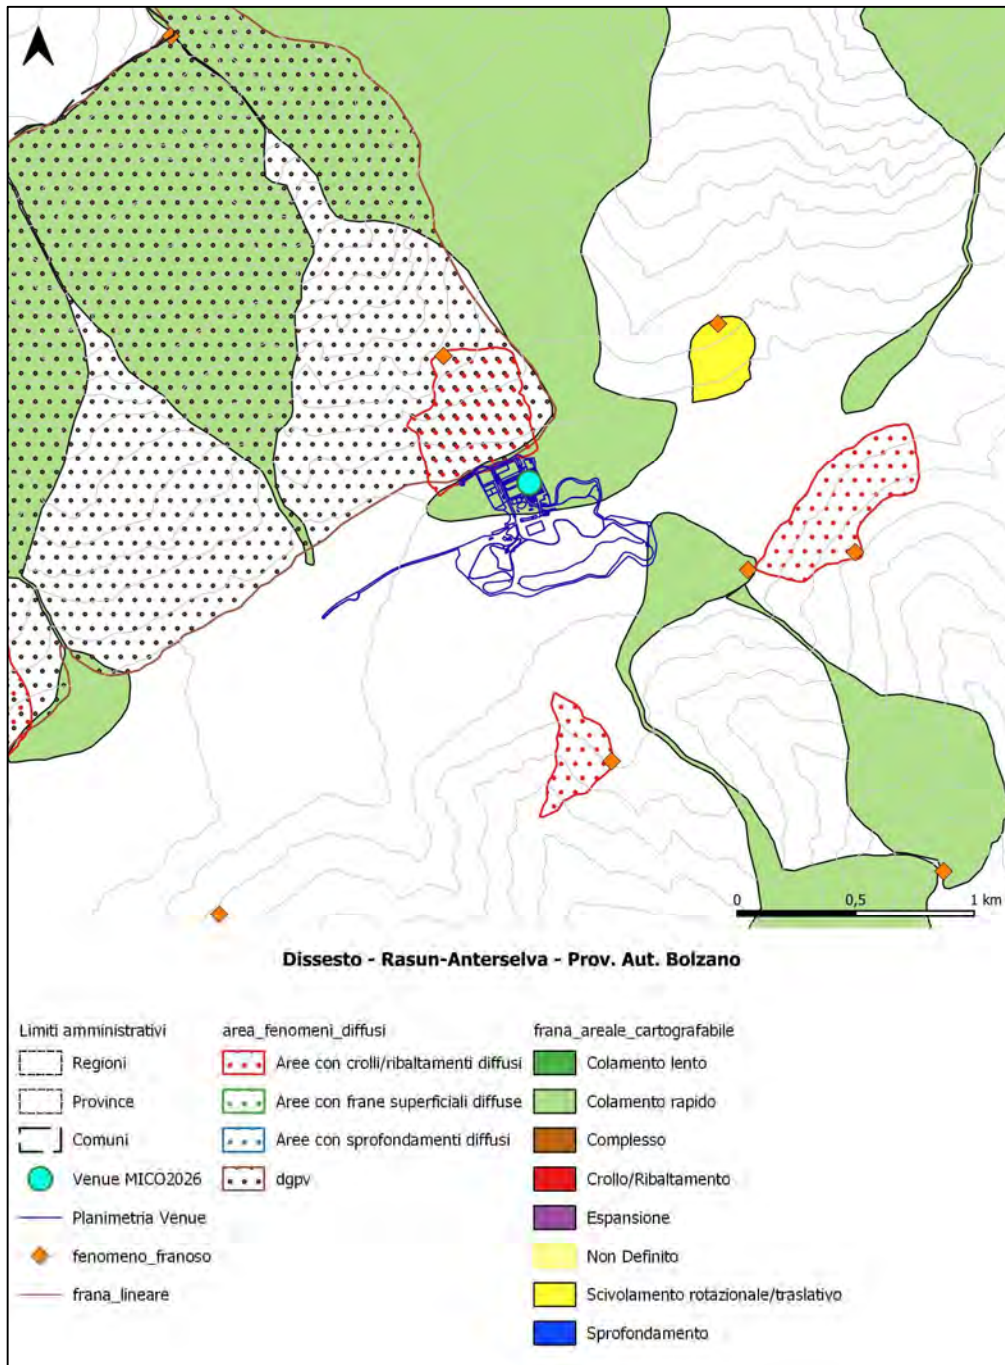 0 0,5 1 km
Dissesto - Rasun-Anterselva - Prov. Aut. Bolzano
Limiti amministrativi
Regioni
Province
Comuni
Venue MICO2026
Planimetria Venue
fenomeno_franoso
frana_lineare
area_fenomeni_diffusi
Aree con crolli/ribaltamenti diffusi
Aree con frane superficiali diffuse
Aree con sprofondamenti diffusi
dgpv
frana_areale_cartografabile
Colamento lento
Colamento rapido
Complesso
Crollo/Ribaltamento
Espansione
Non Definito
Scivolamento rotazionale/traslativo
Sprofondamento